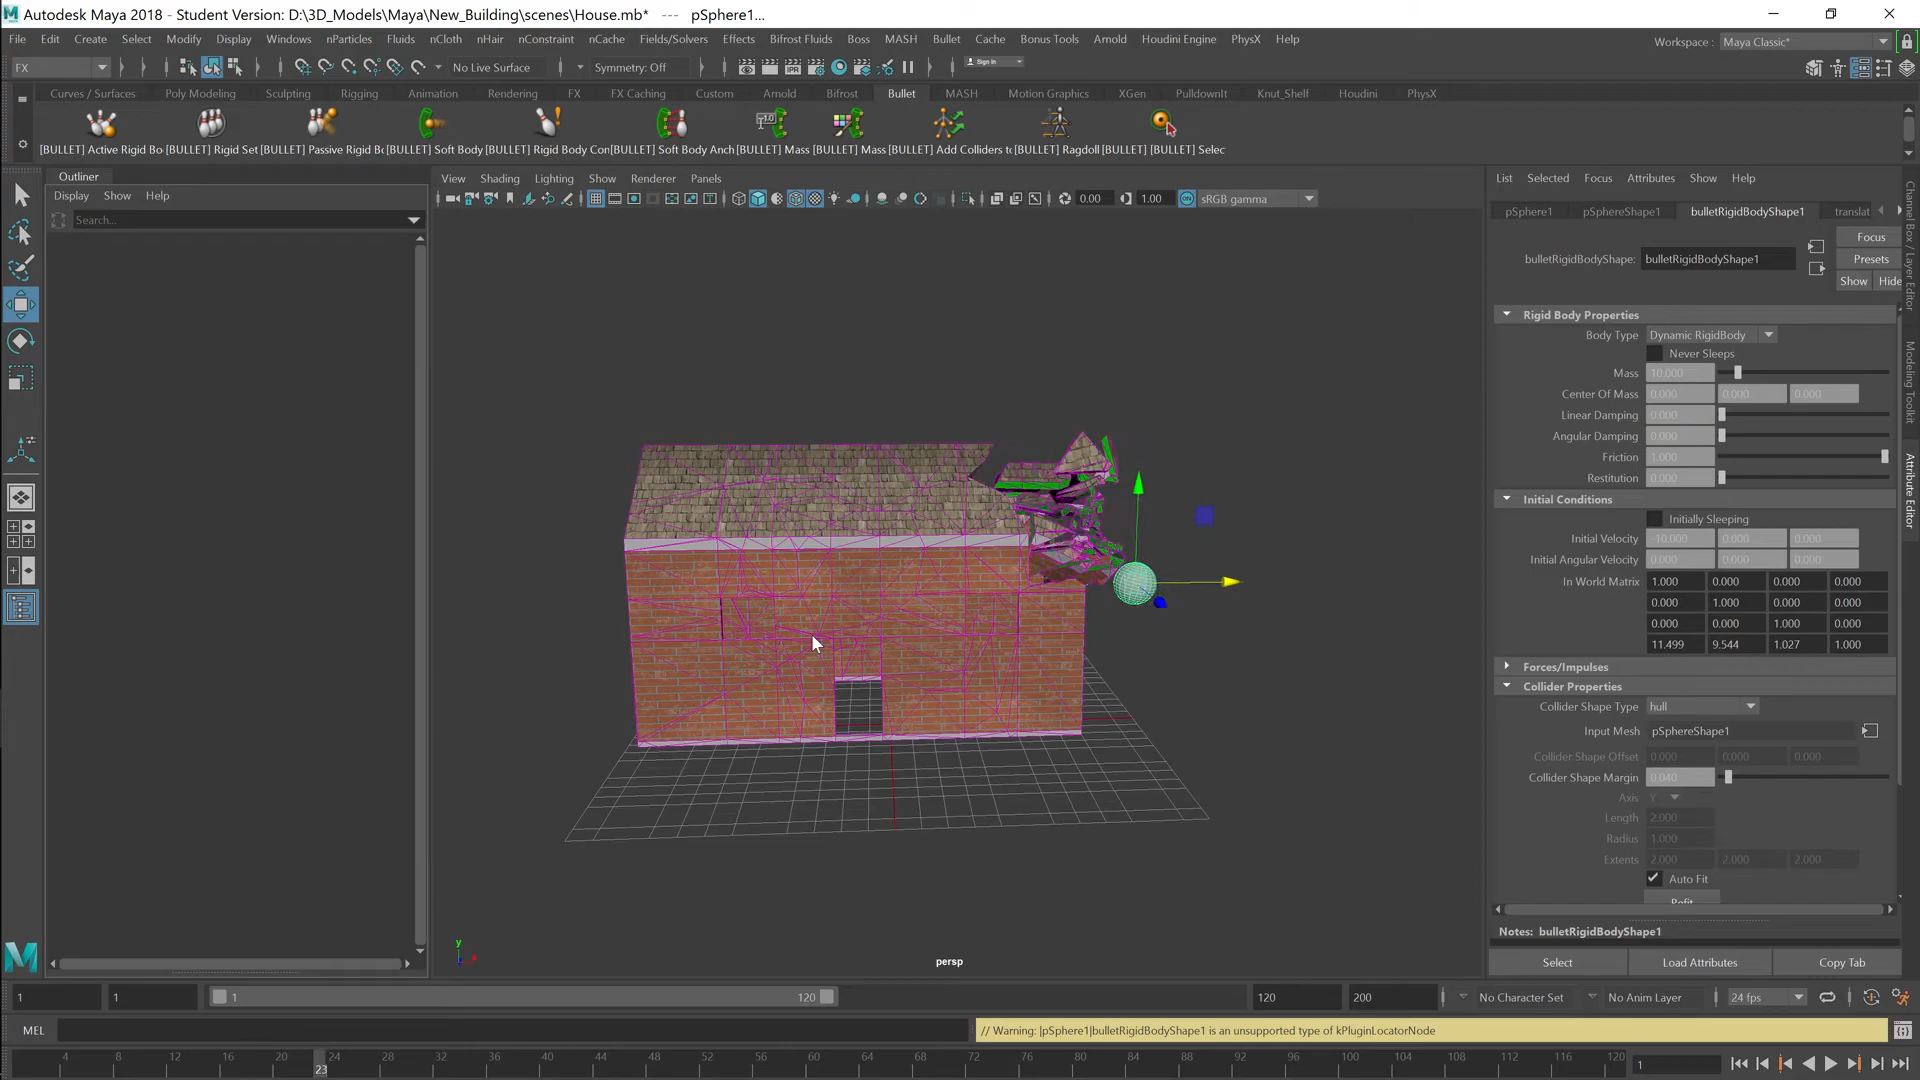 Autodesk Maya 2018 - Student Version: D:\3D_Models\Maya\New_Building\scenes\House.mb* --- pSphere1...
File Edit Create Select Modify Display Windows nParticles Fluids nCloth nHair nConstraint nCache Fields/Solvers Effects Bifrost Fluids Boss MASH Bullet Cache Bonus Tools Arnold Houdini Engine PhysX Help
Workspace : Maya Classic*
FX No Live Surface Symmetry: Off Sign In
Curves / Surfaces Poly Modeling Sculpting Rigging Animation Rendering FX FX Caching Custom Arnold Bifrost Bullet MASH Motion Graphics XGen PulldownIt Knut_Shelf Houdini PhysX
[BULLET] Active Rigid Bo [BULLET] Rigid Set [BULLET] Passive Rigid Bo [BULLET] Soft Body [BULLET] Rigid Body Con [BULLET] Soft Body Anch [BULLET] Mass [BULLET] Mass [BULLET] Add Colliders to [BULLET] Ragdoll [BULLET] [BULLET] Selec
Outliner
Display Show Help
Search...
View Shading Lighting Show Renderer Panels
0.00 1.00 sRGB gamma
List Selected Focus Attributes Show Help
pSphere1 pSphereShape1 bulletRigidBodyShape1 translat
bulletRigidBodyShape: bulletRigidBodyShape1
Focus
Presets
Show Hide
Rigid Body Properties
Body Type Dynamic RigidBody
Never Sleeps
Mass 10.000
Center Of Mass 0.000 0.000 0.000
Linear Damping 0.000
Angular Damping 0.000
Friction 1.000
Restitution 0.000
Initial Conditions
Initially Sleeping
Initial Velocity -10.000 0.000 0.000
Initial Angular Velocity 0.000 0.000 0.000
In World Matrix 1.000 0.000 0.000 0.000
0.000 1.000 0.000 0.000
0.000 0.000 1.000 0.000
11.499 9.544 1.027 1.000
Forces/Impulses
Collider Properties
Collider Shape Type hull
Input Mesh pSphereShape1
Collider Shape Offset 0.000 0.000 0.000
Collider Shape Margin 0.040
Axis Y
Length 2.000
Radius 1.000
Extents 2.000 2.000 2.000
Auto Fit
Refit
Notes: bulletRigidBodyShape1
Select Load Attributes Copy Tab
Channel Box / Layer Editor
Modeling Toolkit
Attribute Editor
y
persp
1 1 1 120 120 200 No Character Set No Anim Layer 24 fps
MEL // Warning: |pSphere1|bulletRigidBodyShape1 is an unsupported type of kPluginLocatorNode
4 8 12 16 20 24 28 32 36 40 44 48 52 56 60 64 68 72 76 80 84 88 92 96 100 104 108 112 116 120
23
1